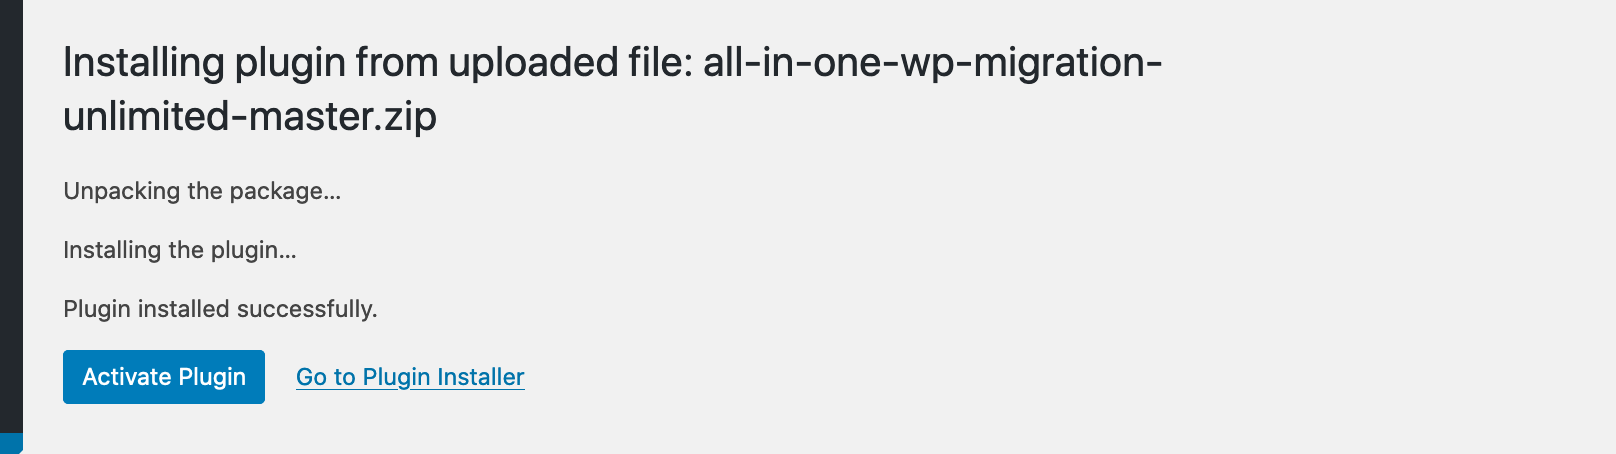 Installing plugin from uploaded file: all-in-one-wp-migration-
unlimited-master.zip
Unpacking the package...
Installing the plugin...
Plugin installed successfully.
Activate Plugin Go to Plugin Installer